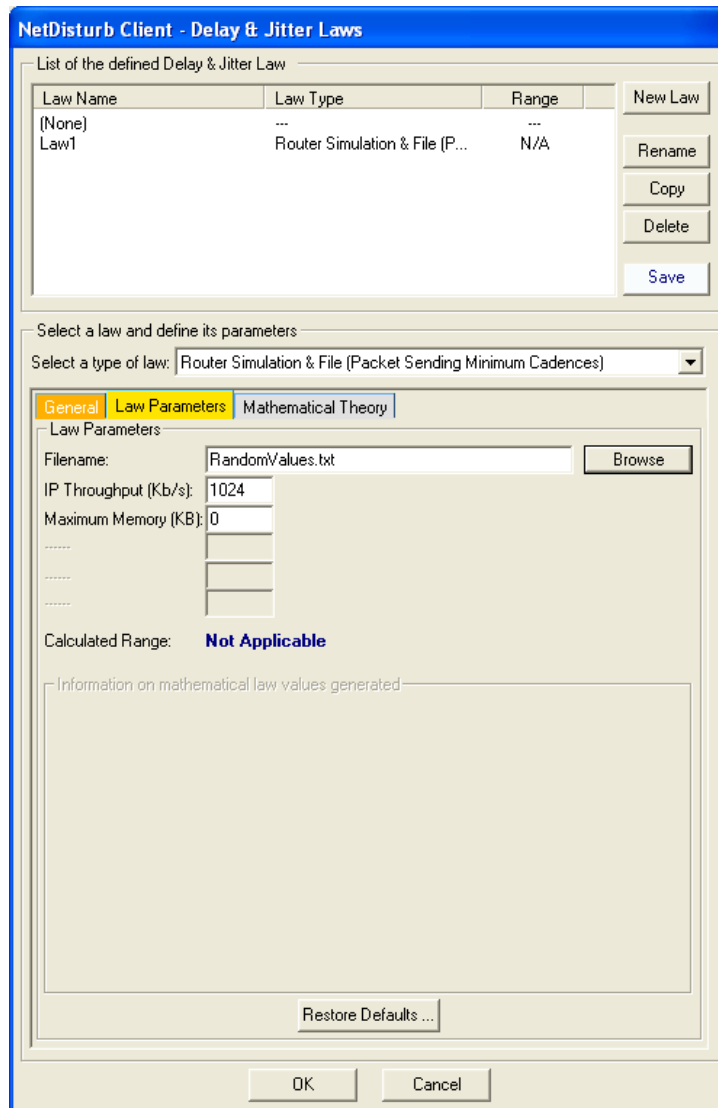 NetDisturb Client - Delay & Jitter Laws
List of the defined Delay & Jitter Law
Law Name Law Type Range
(None) --- ---
Law1 Router Simulation & File (P... N/A
New Law
Rename
Copy
Delete
Save
Select a law and define its parameters
Select a type of law: Router Simulation & File (Packet Sending Minimum Cadences)
General Law Parameters Mathematical Theory
Law Parameters
Filename: RandomValues.txt Browse
IP Throughput (Kb/s): 1024
Maximum Memory (KB): 0
------
------
------
Calculated Range: Not Applicable
Information on mathematical law values generated
Restore Defaults ...
OK Cancel